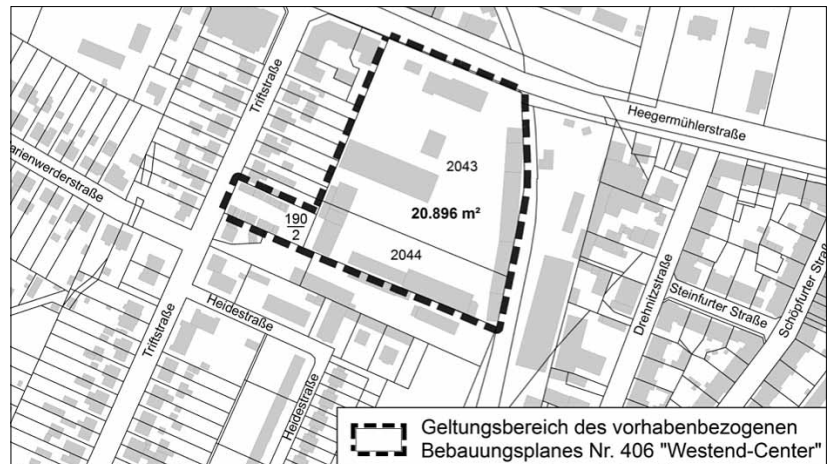 Triftstraße
Heegermühlerstraße
arienwerderstraße
2043
20.896 m²
190
2
2044
Drehnitzstraße
Steinfurter Straße
Schöpfurter Straß
Heidestraße
Triftstraße
Heidestraße
Geltungsbereich des vorhabenbezogenen
Bebauungsplanes Nr. 406 "Westend-Center"